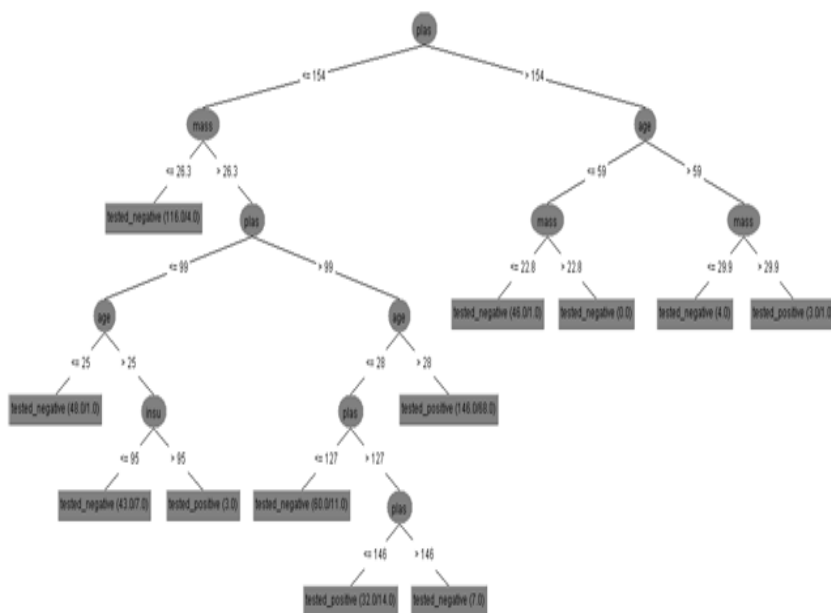 plas
<= 154 > 154
mass age
<= 26.3 > 26.3 <= 59 > 59
tested_negative (116.0/4.0) plas mass mass
<= 99 > 99 <= 22.8 > 22.8 <= 29.9 > 29.9
age age tested_negative (46.0/1.0) tested_negative (0.0) tested_negative (4.0) tested_positive (3.0/1.0)
<= 25 > 25 <= 28 > 28
tested_negative (48.0/1.0) insu plas tested_positive (146.0/68.0)
<= 95 > 95 <= 127 > 127
tested_negative (43.0/7.0) tested_positive (3.0) tested_negative (60.0/11.0) plas
<= 146 > 146
tested_positive (32.0/14.0) tested_negative (7.0)